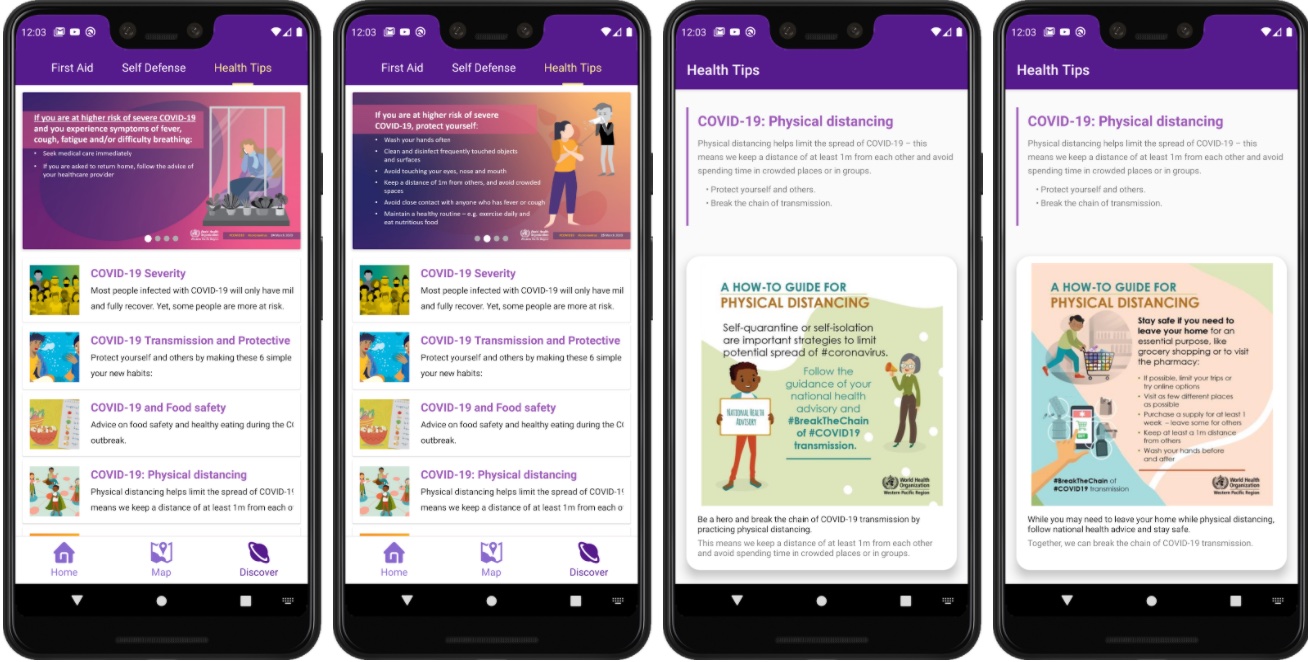 12:03
First Aid Self Defense Health Tips
If you are at higher risk of severe COVID-19
and you experience symptoms of fever,
cough, fatigue and/or difficulty breathing:
• Seek medical care immediately
• If you are asked to return home, follow the advice of
your healthcare provider
World Health
Organization
Western Pacific Region
COVID-19 Severity
Most people infected with COVID-19 will only have mil
and fully recover. Yet, some people are more at risk.
COVID-19 Transmission and Protective
Protect yourself and others by making these 6 simple
your new habits:
COVID-19 and Food safety
Advice on food safety and healthy eating during the CO
outbreak.
COVID-19: Physical distancing
Physical distancing helps limit the spread of COVID-19
means we keep a distance of at least 1m from each o
Home Map Discover
12:03
First Aid Self Defense Health Tips
If you are at higher risk of severe
COVID-19, protect yourself:
• Wash your hands often
• Clean and disinfect frequently touched objects
and surfaces
• Avoid touching your eyes, nose and mouth
• Keep a distance of 1m from others, and avoid crowded
spaces
• Avoid close contact with anyone who has fever or cough
• Maintain a healthy routine – e.g. exercise daily and
eat nutritious food
World Health
Organization
Western Pacific Region
COVID-19 Severity
Most people infected with COVID-19 will only have mil
and fully recover. Yet, some people are more at risk.
COVID-19 Transmission and Protective
Protect yourself and others by making these 6 simple
your new habits:
COVID-19 and Food safety
Advice on food safety and healthy eating during the CO
outbreak.
COVID-19: Physical distancing
Physical distancing helps limit the spread of COVID-19
means we keep a distance of at least 1m from each o
Home Map Discover
12:03
Health Tips
COVID-19: Physical distancing
Physical distancing helps limit the spread of COVID-19 – this
means we keep a distance of at least 1m from each other and avoid
spending time in crowded places or in groups.
• Protect yourself and others.
• Break the chain of transmission.
A HOW-TO GUIDE FOR
PHYSICAL DISTANCING
Self-quarantine or self-isolation
are important strategies to limit
potential spread of #coronavirus.
Follow the
guidance of your
national health
advisory and
#BreakTheChain
of #COVID19
transmission.
NATIONAL HEALTH
ADVISORY
World Health
Organization
Western Pacific Region
Be a hero and break the chain of COVID-19 transmission by
practicing physical distancing.
This means we keep a distance of at least 1m from each other
and avoid spending time in crowded places or in groups.
12:03
Health Tips
COVID-19: Physical distancing
Physical distancing helps limit the spread of COVID-19 – this
means we keep a distance of at least 1m from each other and avoid
spending time in crowded places or in groups.
• Protect yourself and others.
• Break the chain of transmission.
A HOW-TO GUIDE FOR
PHYSICAL DISTANCING
Stay safe if you need to
leave your home for an
essential purpose, like
grocery shopping or to visit
the pharmacy:
• If possible, limit your trips or
try online options
• Visit as few different places
as possible
• Purchase a supply for at least 1
week – leave some for others
• Keep at least a 1m distance
from others
• Wash your hands before
and after
#BreakTheChain of
#COVID19 transmission
World Health
Organization
Western Pacific Region
While you may need to leave your home while physical distancing,
follow national health advice and stay safe.
Together, we can break the chain of COVID-19 transmission.